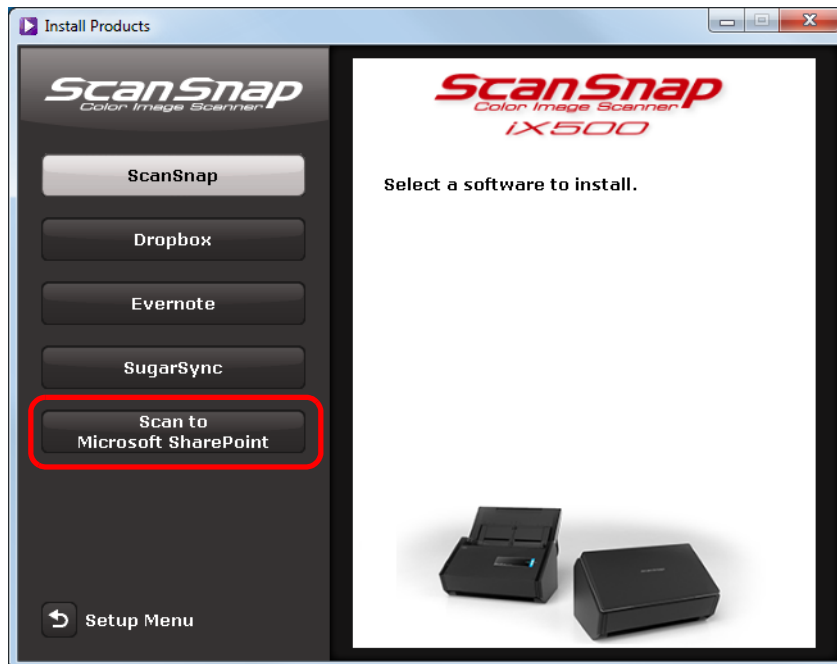 Install Products
ScanSnap
Color Image Scanner
ScanSnap
Dropbox
Evernote
SugarSync
Scan to
Microsoft SharePoint
Setup Menu
ScanSnap
Color Image Scanner
iX500
Select a software to install.